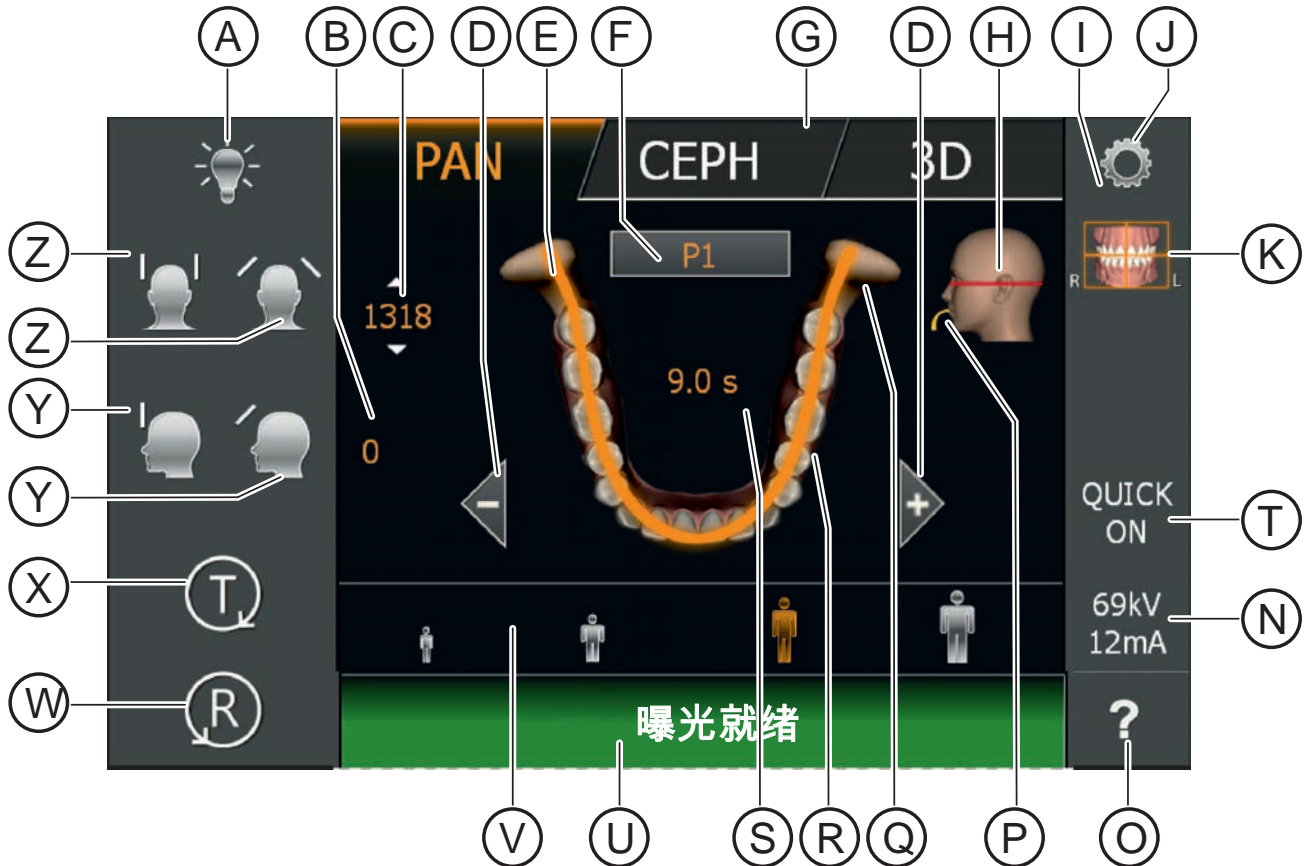 A B C D E F G D H I J
PAN CEPH 3D
Z
P1
K
R L
1318
Z
9.0 s
Y
0
QUICK
ON
T
- +
Y
X
T
69kV
12mA
N
W
R
曝光就绪
?
V U S R Q P O